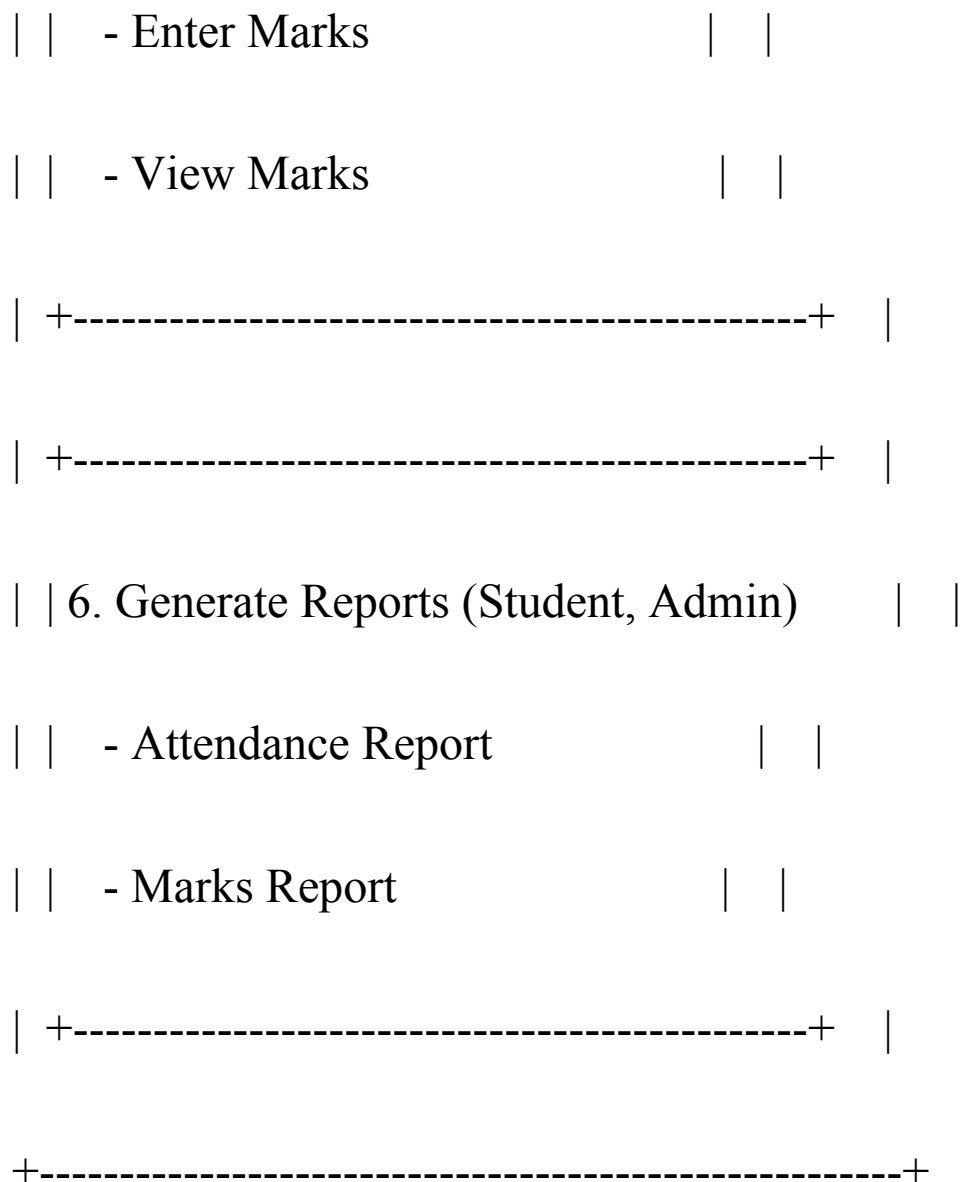 | |    - Enter Marks                              |    |
| |    - View Marks                               |    |
|  +----------------------------------------------+    |
|  +----------------------------------------------+    |
| | 6. Generate Reports (Student, Admin)        |    |
| |    - Attendance Report                       |    |
| |    - Marks Report                             |    |
|  +----------------------------------------------+    |
+------------------------------------------------------+